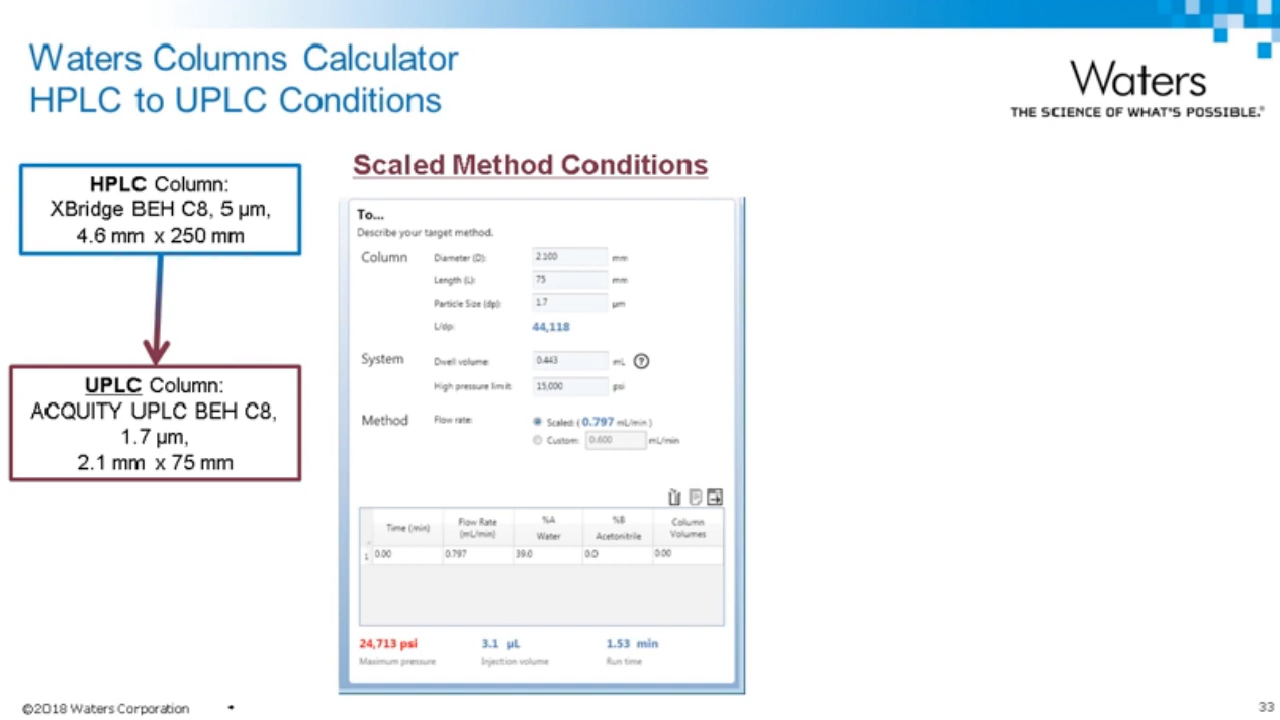 Waters Columns Calculator
HPLC to UPLC Conditions
Waters
THE SCIENCE OF WHAT'S POSSIBLE.®
HPLC Column:
XBridge BEH C8, 5 µm,
4.6 mm x 250 mm
UPLC Column:
ACQUITY UPLC BEH C8,
1.7 µm,
2.1 mm x 75 mm
Scaled Method Conditions
To...
Describe your target method.
Column Diameter (D): 2.100 mm
Length (L): 75 mm
Particle Size (dp): 1.7 µm
L/dp: 44,118
System Dwell volume: 0.443 mL ?
High pressure limit: 15,000 psi
Method Flow rate: Scaled: ( 0.797 mL/min )
Custom: 0.600 mL/min
Time (min) Flow Rate (mL/min) %A Water %B Acetonitrile Column Volumes
1 0.00 0.797 39.0 0.0 0.00
24,713 psi 3.1 µL 1.53 min
Maximum pressure Injection volume Run time
©2018 Waters Corporation
33